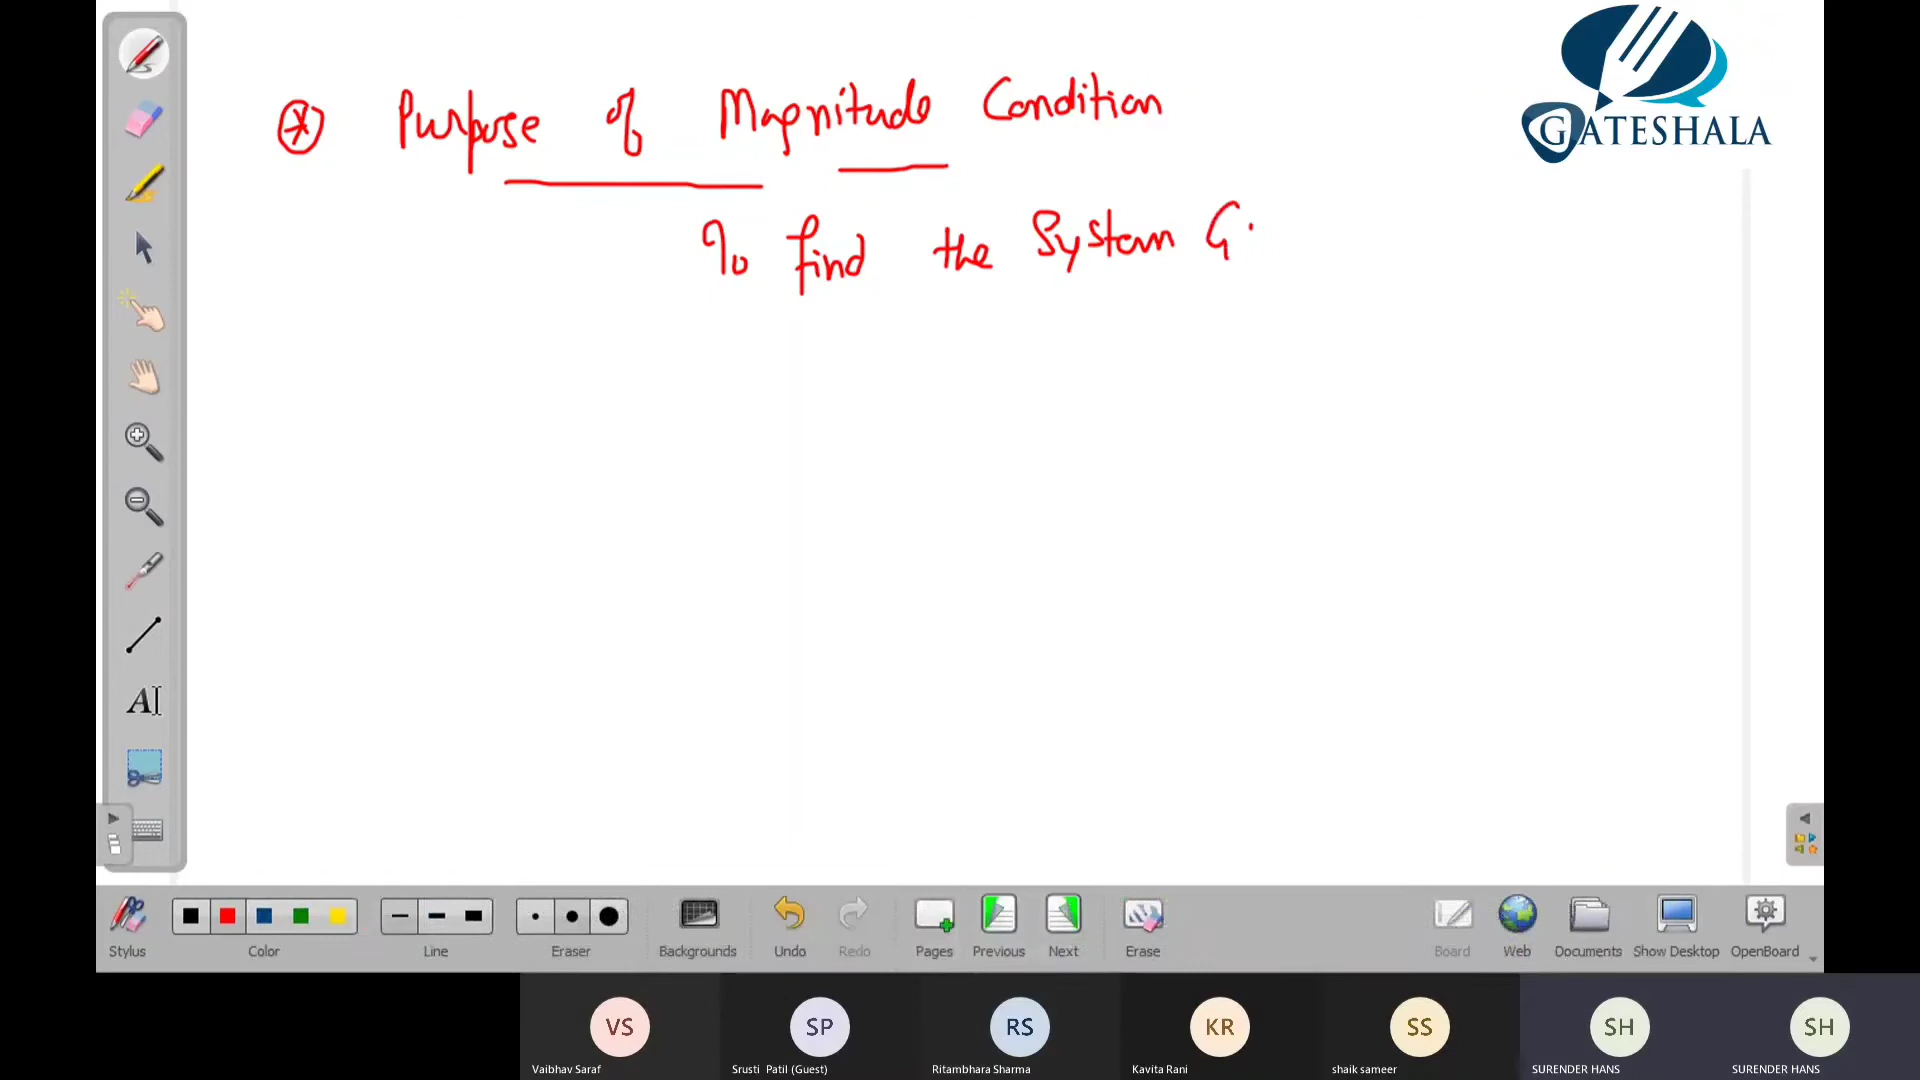 Purpose of Magnitude Condition
To find the System G
GATESHALA
AI
Stylus
Color
Line
Eraser
Backgrounds
Undo
Redo
Pages
Previous
Next
Erase
Board
Web
Documents
Show Desktop
OpenBoard
VS
SP
RS
KR
SS
SH
SH
Vaibhav Saraf
Srusti Patil (Guest)
Ritambhara Sharma
Kavita Rani
shaik sameer
SURENDER HANS
SURENDER HANS